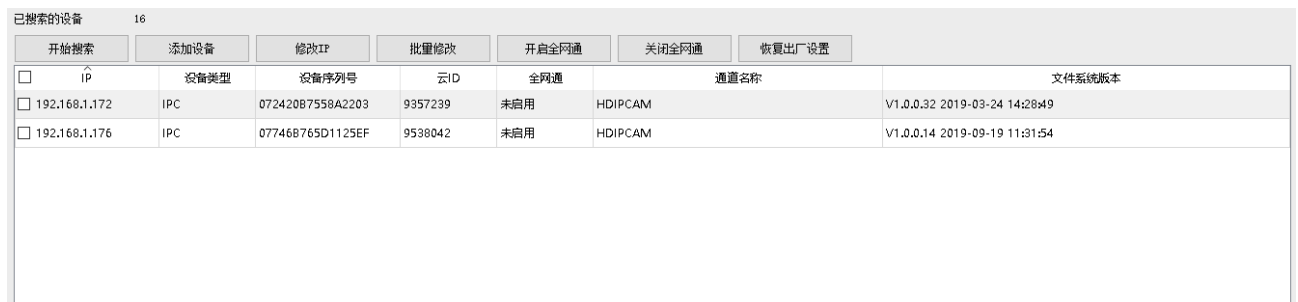 已搜索的设备 16
开始搜索 添加设备 修改IP 批量修改 开启全网通 关闭全网通 恢复出厂设置
IP 设备类型 设备序列号 云ID 全网通 通道名称 文件系统版本
192.168.1.172 IPC 072420B7558A2203 9357239 未启用 HDIPCAM V1.0.0.32 2019-03-24 14:28:49
192.168.1.176 IPC 07746B765D1125EF 9538042 未启用 HDIPCAM V1.0.0.14 2019-09-19 11:31:54